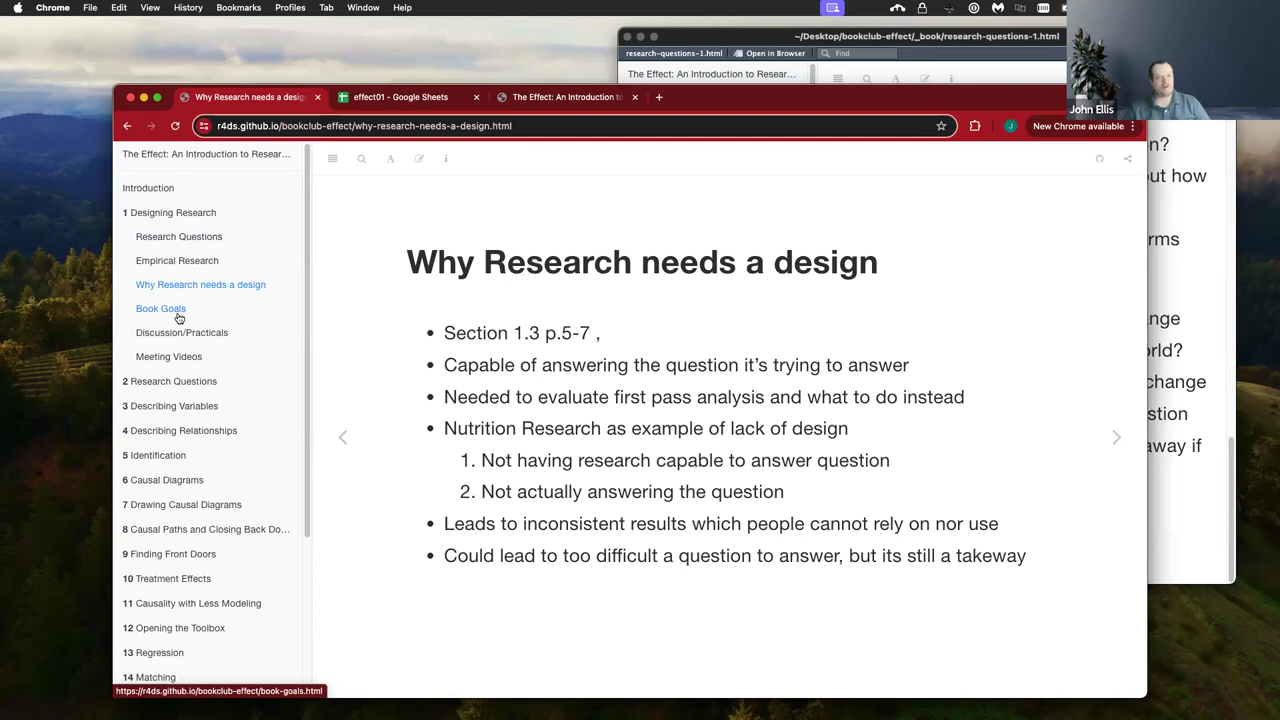 Chrome File Edit View History Bookmarks Profiles Tab Window Help
~/Desktop/bookclub-effect/_book/research-questions-1.html
research-questions-1.html Open in Browser Find
The Effect: An Introduction to Resear...
John Ellis
Why Research needs a desig
effect01 - Google Sheets
The Effect: An Introduction to
r4ds.github.io/bookclub-effect/why-research-needs-a-design.html
J
New Chrome available
The Effect: An Introduction to Resear...
Introduction
1 Designing Research
Research Questions
Empirical Research
Why Research needs a design
Book Goals
Discussion/Practicals
Meeting Videos
2 Research Questions
3 Describing Variables
4 Describing Relationships
5 Identification
6 Causal Diagrams
7 Drawing Causal Diagrams
8 Causal Paths and Closing Back Do...
9 Finding Front Doors
10 Treatment Effects
11 Causality with Less Modeling
12 Opening the Toolbox
13 Regression
14 Matching
https://r4ds.github.io/bookclub-effect/book-goals.html
Why Research needs a design
• Section 1.3 p.5-7 ,
• Capable of answering the question it's trying to answer
• Needed to evaluate first pass analysis and what to do instead
• Nutrition Research as example of lack of design
1. Not having research capable to answer question
2. Not actually answering the question
• Leads to inconsistent results which people cannot rely on nor use
• Could lead to too difficult a question to answer, but its still a takeway
n?
ut how
rms
nge
rld?
change
stion
away if